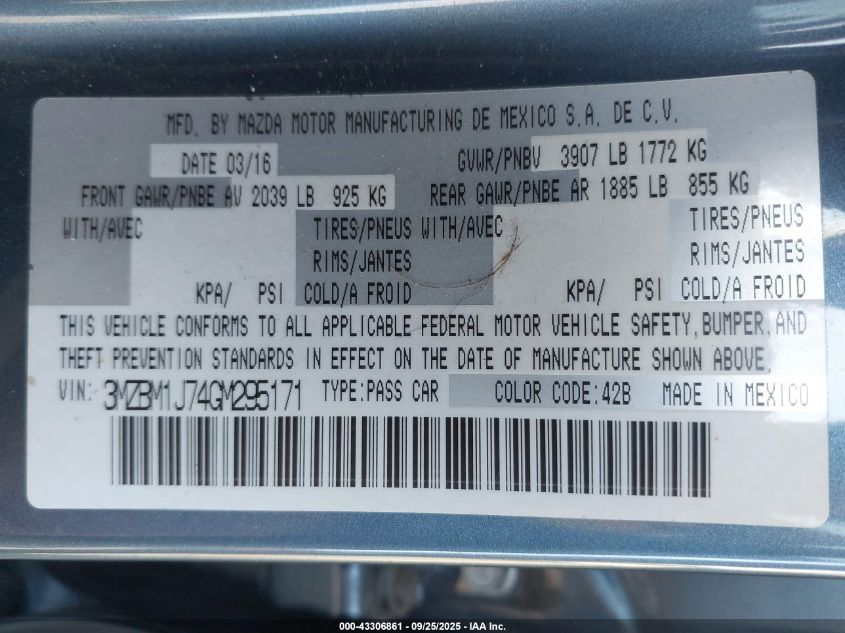 MFD. BY MAZDA MOTOR MANUFACTURING DE MEXICO S.A. DE C.V.
DATE 03/16 GVWR/PNBV 3907 LB 1772 KG
FRONT GAWR/PNBE AV 2039 LB 925 KG REAR GAWR/PNBE AR 1885 LB 855 KG
WITH/AVEC TIRES/PNEUS WITH/AVEC TIRES/PNEUS
RIMS/JANTES RIMS/JANTES
KPA/ PSI COLD/A FROID KPA/ PSI COLD/A FROID
THIS VEHICLE CONFORMS TO ALL APPLICABLE FEDERAL MOTOR VEHICLE SAFETY, BUMPER, AND
THEFT PREVENTION STANDARDS IN EFFECT ON THE DATE OF MANUFACTURE SHOWN ABOVE.
VIN: 3MZBM1J74GM295171 TYPE:PASS CAR COLOR CODE:42B MADE IN MEXICO
000-43306861 - 09/25/2025 - IAA Inc.